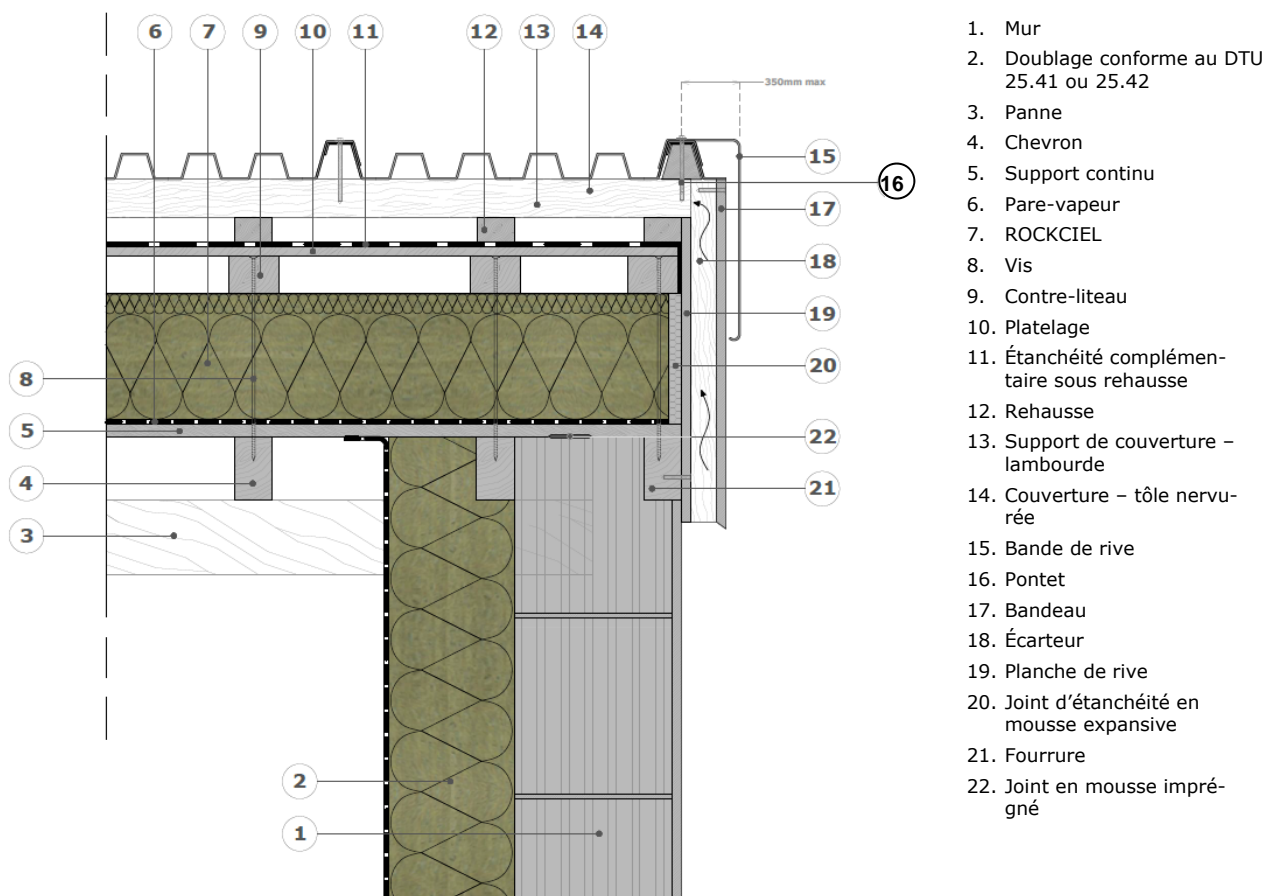 6
7
9
10
11
12
13
14
350mm max
15
16
17
18
19
20
8
5
22
4
21
3
2
1
1. Mur
2. Doublage conforme au DTU
25.41 ou 25.42
3. Panne
4. Chevron
5. Support continu
6. Pare-vapeur
7. ROCKCIEL
8. Vis
9. Contre-liteau
10. Platelage
11. Étanchéité complémen-
taire sous rehausse
12. Rehausse
13. Support de couverture –
lambourde
14. Couverture – tôle nervu-
rée
15. Bande de rive
16. Pontet
17. Bandeau
18. Écarteur
19. Planche de rive
20. Joint d’étanchéité en
mousse expansive
21. Fourrure
22. Joint en mousse impré-
gné